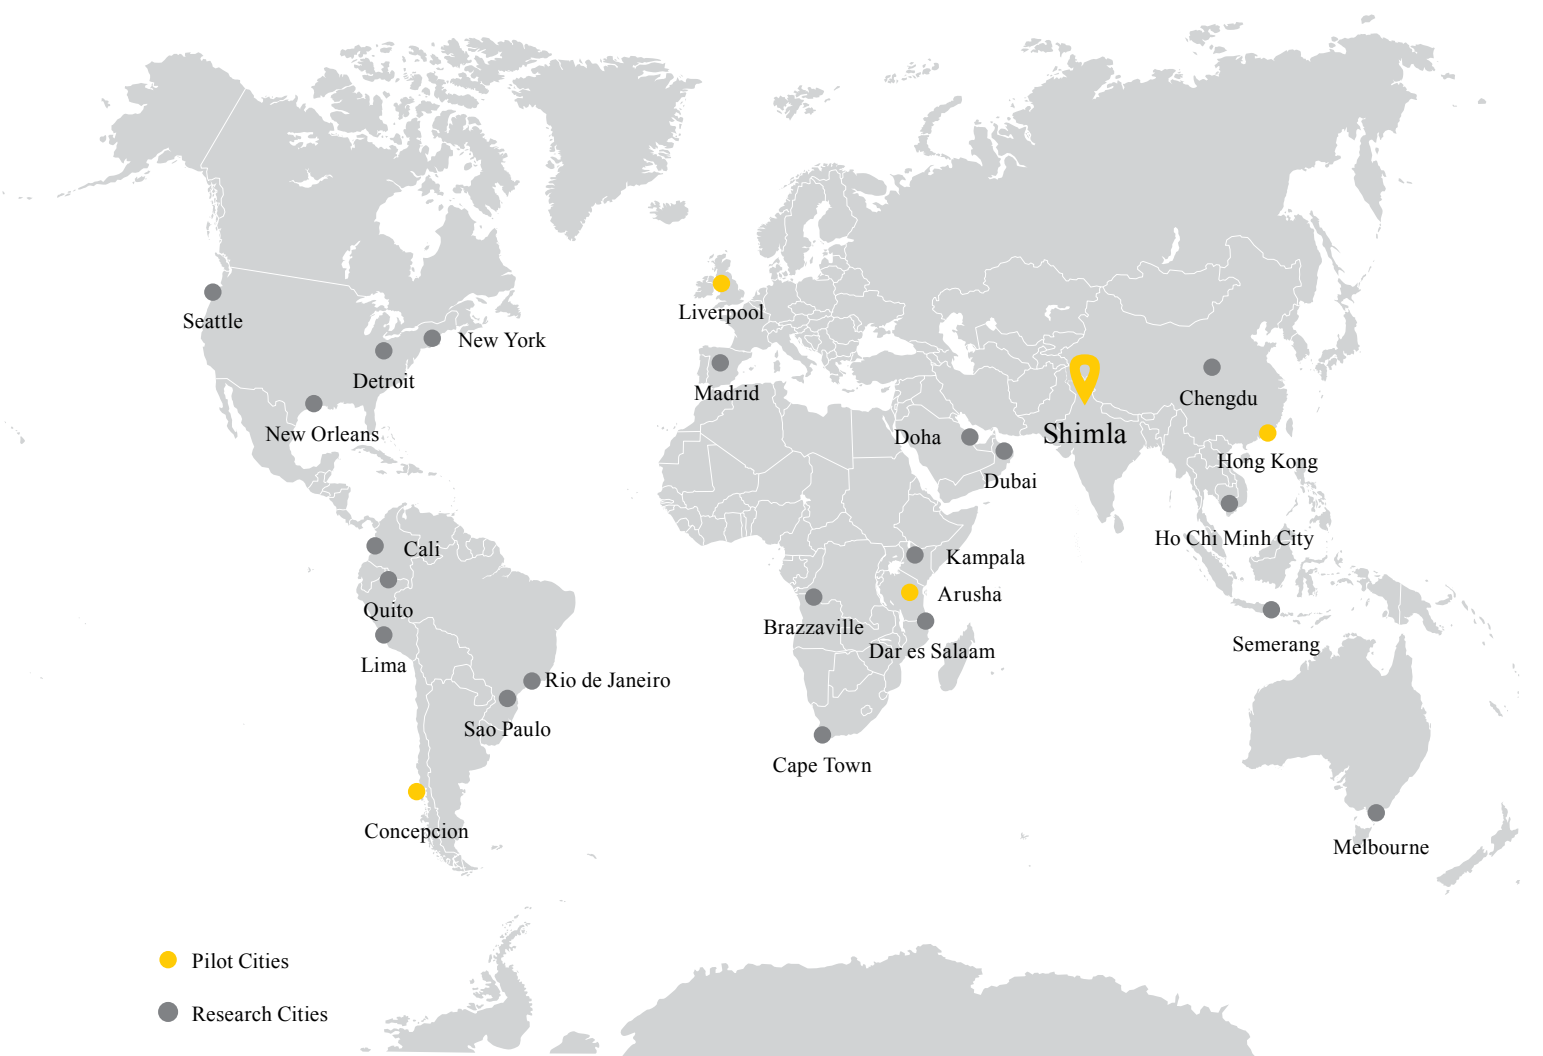 Liverpool
Seattle
New York
Detroit
Madrid
Chengdu
New Orleans
Doha
Shimla
Hong Kong
Dubai
Ho Chi Minh City
Cali
Kampala
Arusha
Quito
Brazzaville
Semerang
Dar es Salaam
Lima
Rio de Janeiro
Sao Paulo
Cape Town
Concepcion
Melbourne
Pilot Cities
Research Cities